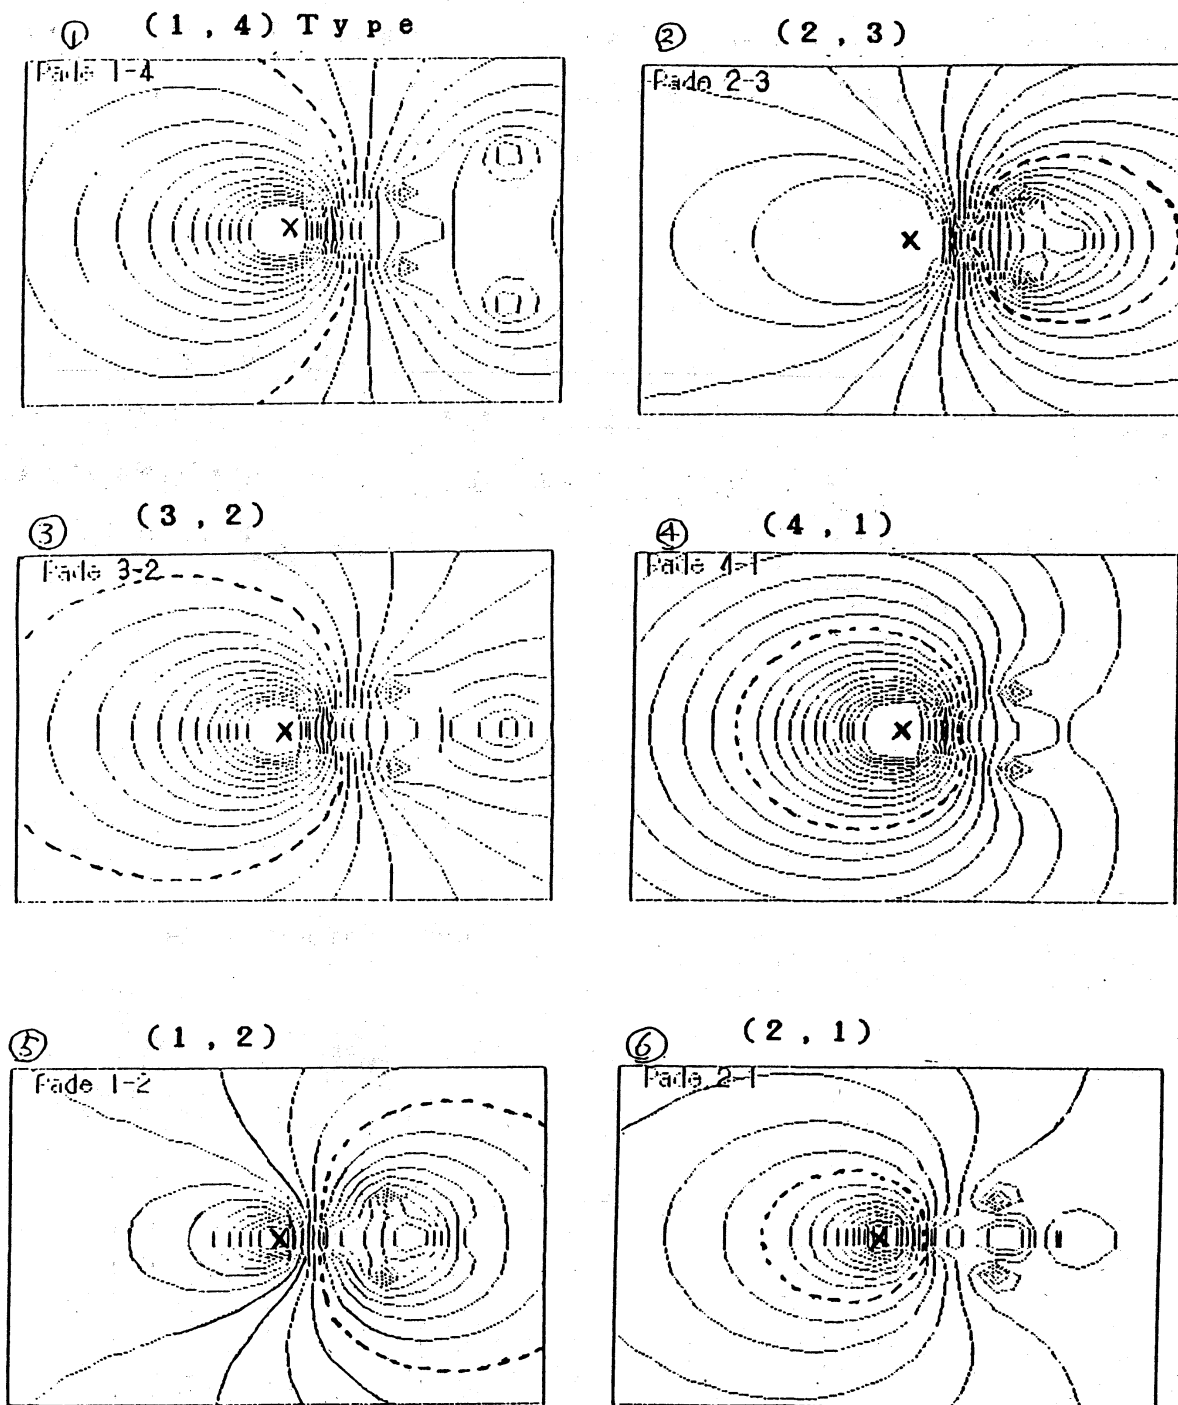 ① (1,4) Type
Pade 1-4
② (2,3)
Pade 2-3
③ (3,2)
Pade 3-2
④ (4,1)
Pade 4-1
⑤ (1,2)
Pade 1-2
⑥ (2,1)
Pade 2-1